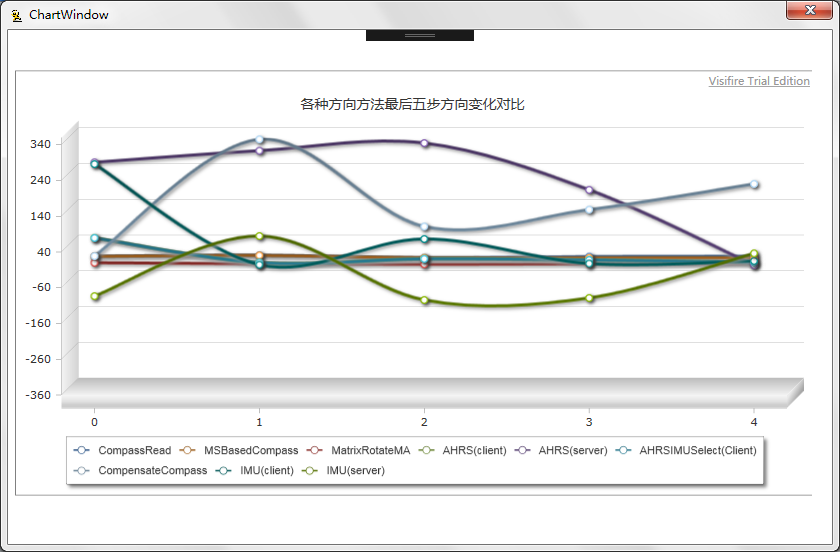 ChartWindow
Visifire Trial Edition
各种方向方法最后五步方向变化对比
340
240
140
40
-60
-160
-260
-360
0 1 2 3 4
CompassRead MSBasedCompass MatrixRotateMA AHRS(client) AHRS(server) AHRSIMUSelect(Client)
CompensateCompass IMU(client) IMU(server)